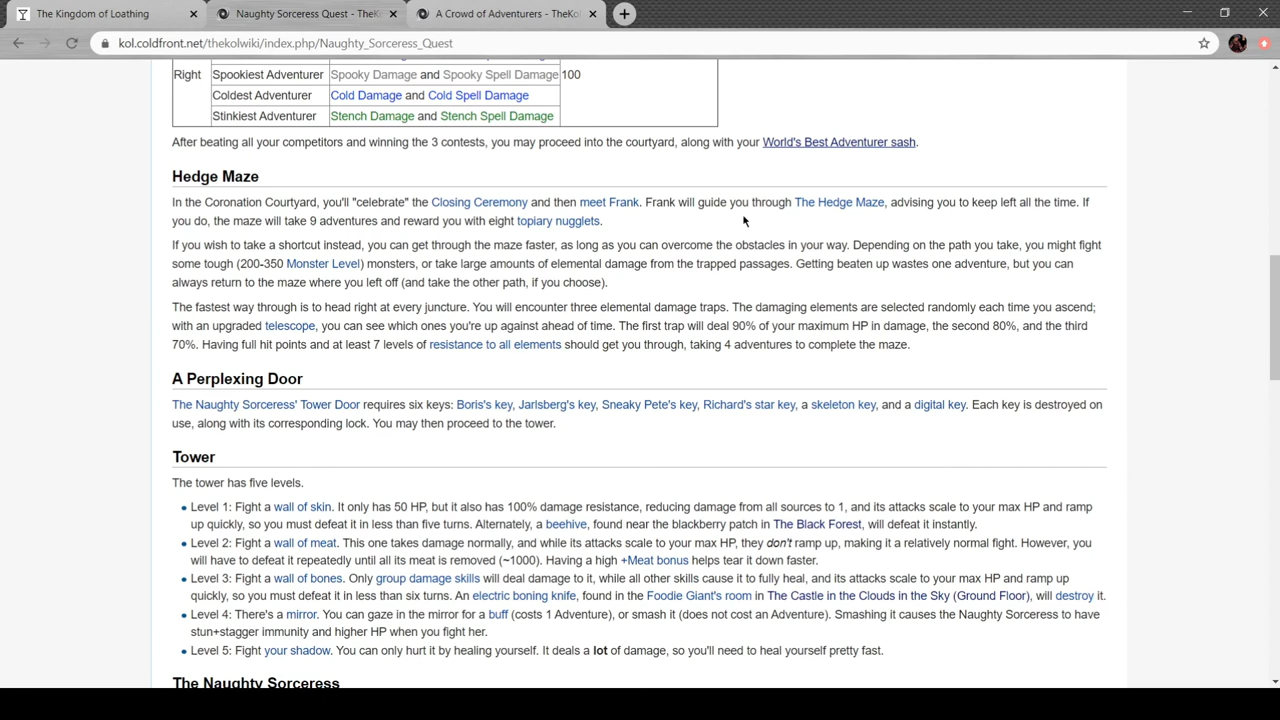 The Kingdom of Loathing
Naughty Sorceress Quest - TheK
A Crowd of Adventurers - TheKol
kol.coldfront.net/thekolwiki/index.php/Naughty_Sorceress_Quest
Right Spookiest Adventurer Spooky Damage and Spooky Spell Damage 100
Coldest Adventurer Cold Damage and Cold Spell Damage
Stinkiest Adventurer Stench Damage and Stench Spell Damage
After beating all your competitors and winning the 3 contests, you may proceed into the courtyard, along with your World's Best Adventurer sash.
Hedge Maze
In the Coronation Courtyard, you'll "celebrate" the Closing Ceremony and then meet Frank. Frank will guide you through The Hedge Maze, advising you to keep left all the time. If
you do, the maze will take 9 adventures and reward you with eight topiary nugglets.
If you wish to take a shortcut instead, you can get through the maze faster, as long as you can overcome the obstacles in your way. Depending on the path you take, you might fight
some tough (200-350 Monster Level) monsters, or take large amounts of elemental damage from the trapped passages. Getting beaten up wastes one adventure, but you can
always return to the maze where you left off (and take the other path, if you choose).
The fastest way through is to head right at every juncture. You will encounter three elemental damage traps. The damaging elements are selected randomly each time you ascend;
with an upgraded telescope, you can see which ones you're up against ahead of time. The first trap will deal 90% of your maximum HP in damage, the second 80%, and the third
70%. Having full hit points and at least 7 levels of resistance to all elements should get you through, taking 4 adventures to complete the maze.
A Perplexing Door
The Naughty Sorceress' Tower Door requires six keys: Boris's key, Jarlsberg's key, Sneaky Pete's key, Richard's star key, a skeleton key, and a digital key. Each key is destroyed on
use, along with its corresponding lock. You may then proceed to the tower.
Tower
The tower has five levels.
• Level 1: Fight a wall of skin. It only has 50 HP, but it also has 100% damage resistance, reducing damage from all sources to 1, and its attacks scale to your max HP and ramp
up quickly, so you must defeat it in less than five turns. Alternately, a beehive, found near the blackberry patch in The Black Forest, will defeat it instantly.
• Level 2: Fight a wall of meat. This one takes damage normally, and while its attacks scale to your max HP, they don't ramp up, making it a relatively normal fight. However, you
will have to defeat it repeatedly until all its meat is removed (~1000). Having a high +Meat bonus helps tear it down faster.
• Level 3: Fight a wall of bones. Only group damage skills will deal damage to it, while all other skills cause it to fully heal, and its attacks scale to your max HP and ramp up
quickly, so you must defeat it in less than six turns. An electric boning knife, found in the Foodie Giant's room in The Castle in the Clouds in the Sky (Ground Floor), will destroy it.
• Level 4: There's a mirror. You can gaze in the mirror for a buff (costs 1 Adventure), or smash it (does not cost an Adventure). Smashing it causes the Naughty Sorceress to have
stun+stagger immunity and higher HP when you fight her.
• Level 5: Fight your shadow. You can only hurt it by healing yourself. It deals a lot of damage, so you'll need to heal yourself pretty fast.
The Naughty Sorceress